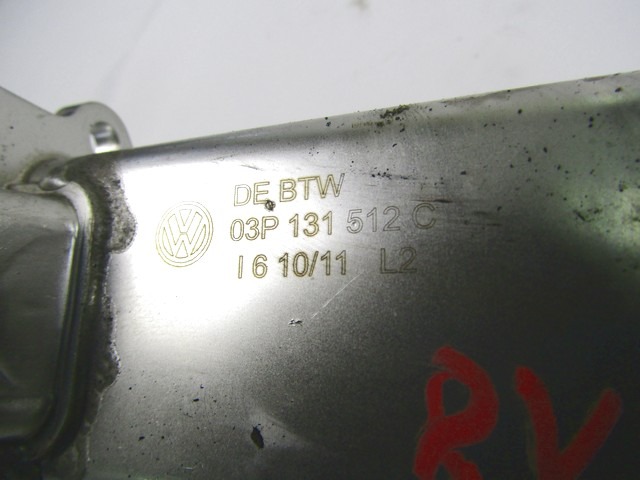 DE BTW
03P 131 512 C
I 6 10/11 L2
RV